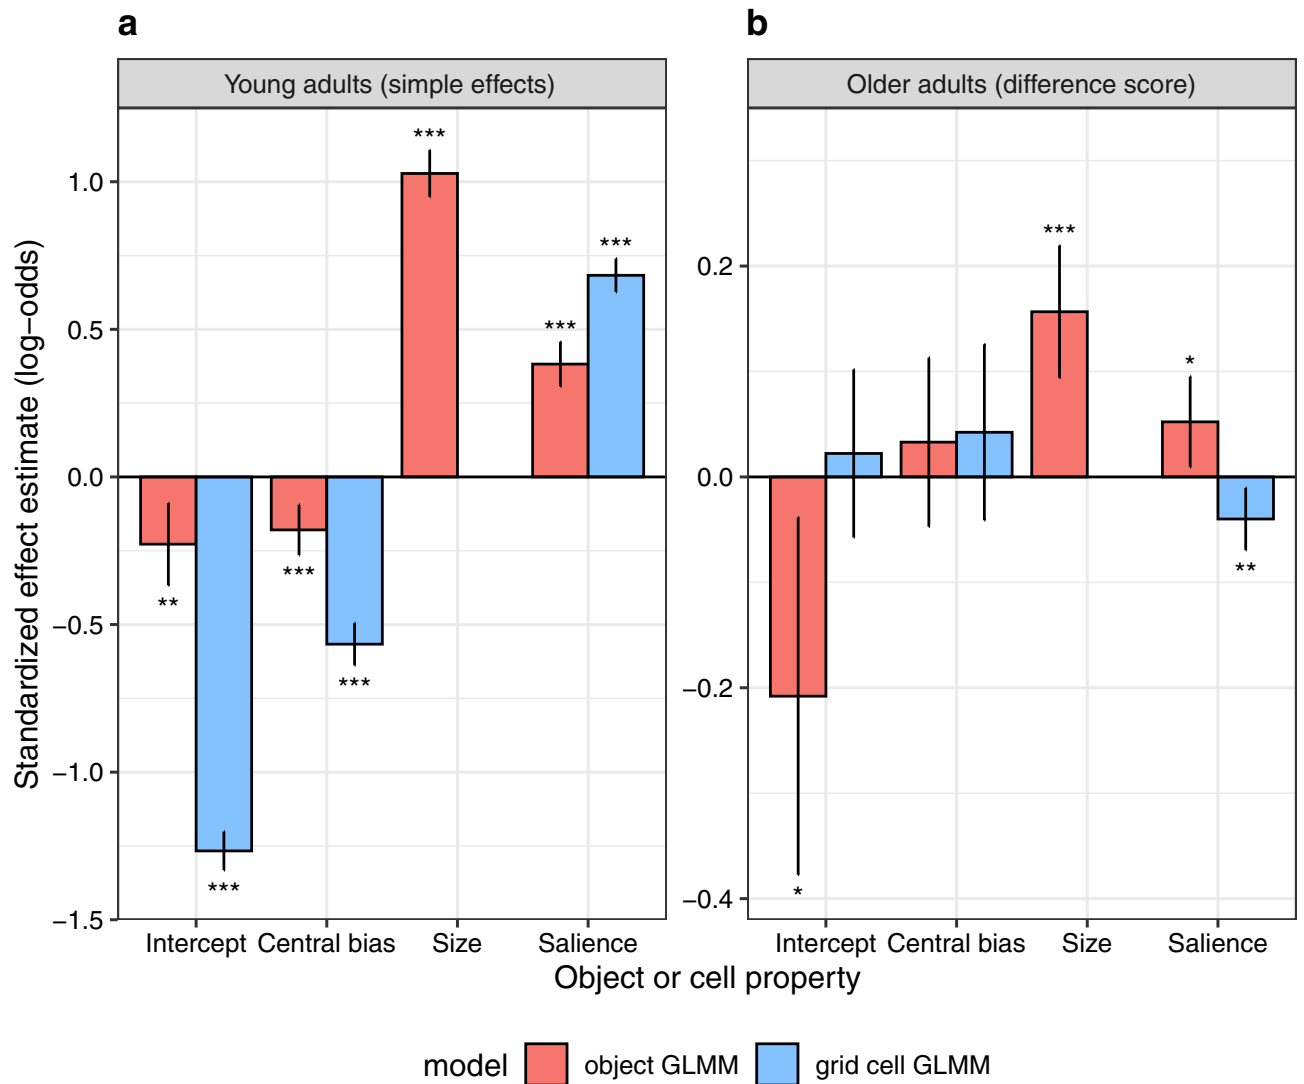 a
b
Young adults (simple effects)
Older adults (difference score)
Standardized effect estimate (log−odds)
1.0
0.5
0.0
−0.5
−1.0
−1.5
***
***
***
***
**
***
***
***
0.2
0.0
−0.2
−0.4
***
*
**
*
Intercept Central bias Size Salience
Intercept Central bias Size Salience
Object or cell property
model object GLMM grid cell GLMM